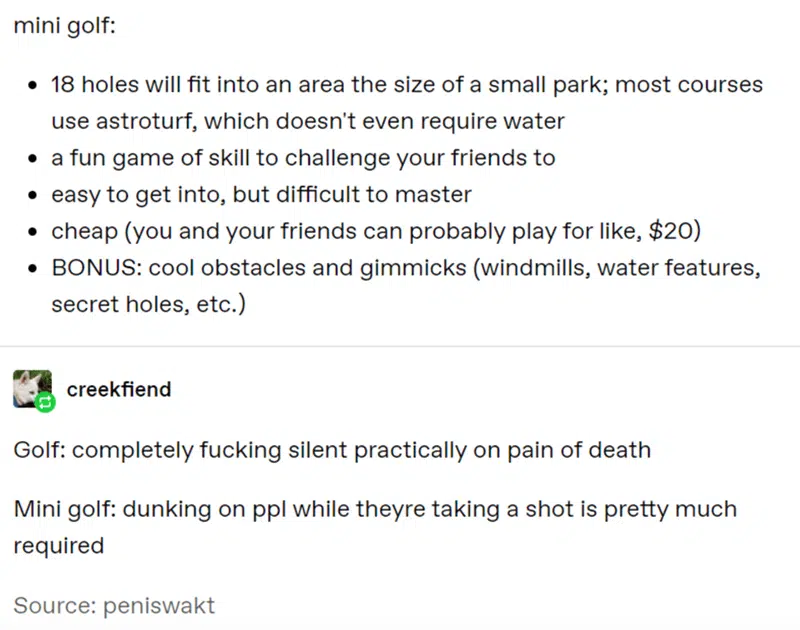 mini golf:
• 18 holes will fit into an area the size of a small park; most courses
use astroturf, which doesn't even require water
• a fun game of skill to challenge your friends to
• easy to get into, but difficult to master
• cheap (you and your friends can probably play for like, $20)
• BONUS: cool obstacles and gimmicks (windmills, water features,
secret holes, etc.)
creekfiend
Golf: completely fucking silent practically on pain of death
Mini golf: dunking on ppl while theyre taking a shot is pretty much
required
Source: peniswakt